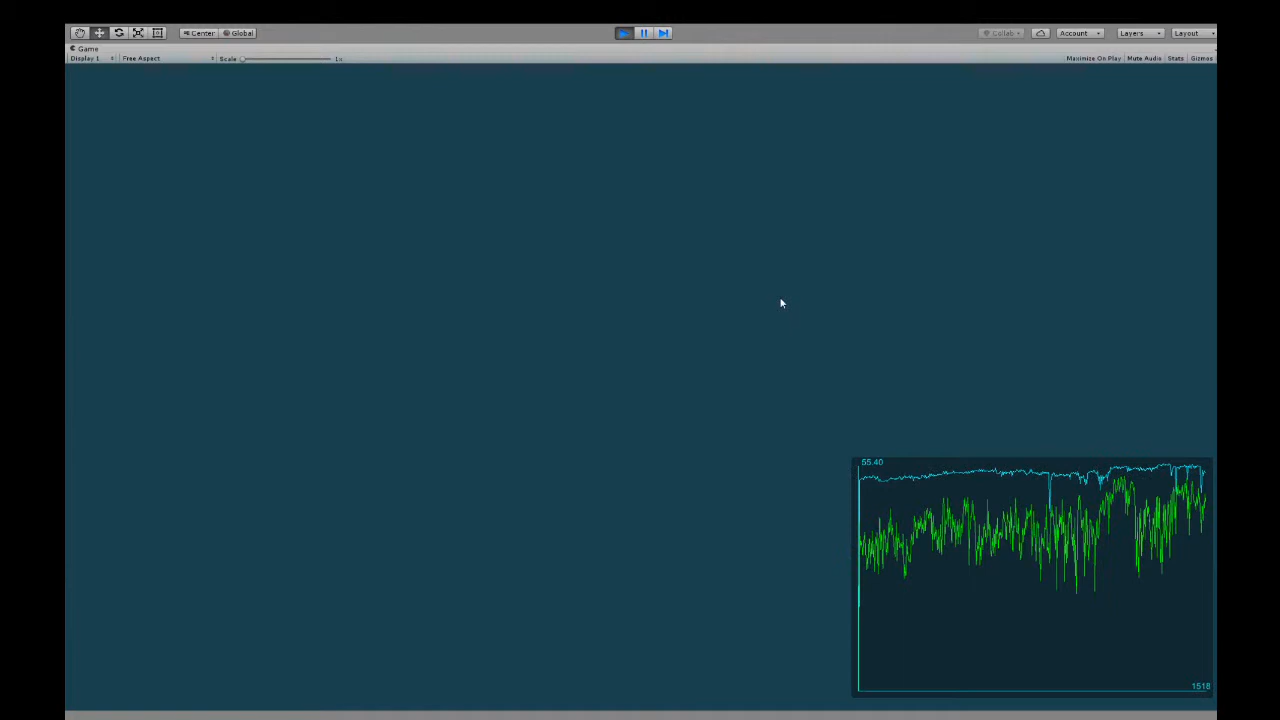 Center Global Collab Account Layers Layout
Game
Display 1 Free Aspect Scale 1x Maximize On Play Mute Audio Stats Gizmos
55.40
1518